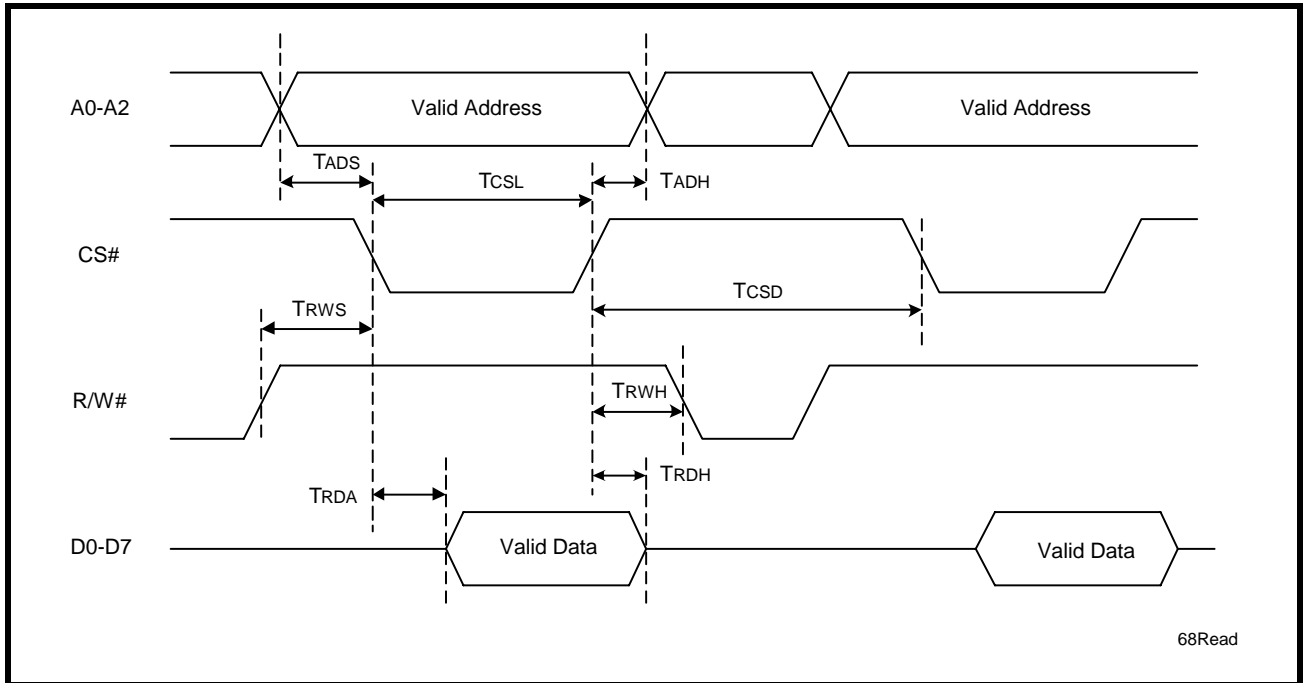 A0-A2
Valid Address
Valid Address
TADS
TCSL
TADH
CS#
TCSD
TRWS
R/W#
TRWH
TRDH
TRDA
D0-D7
Valid Data
Valid Data
68Read